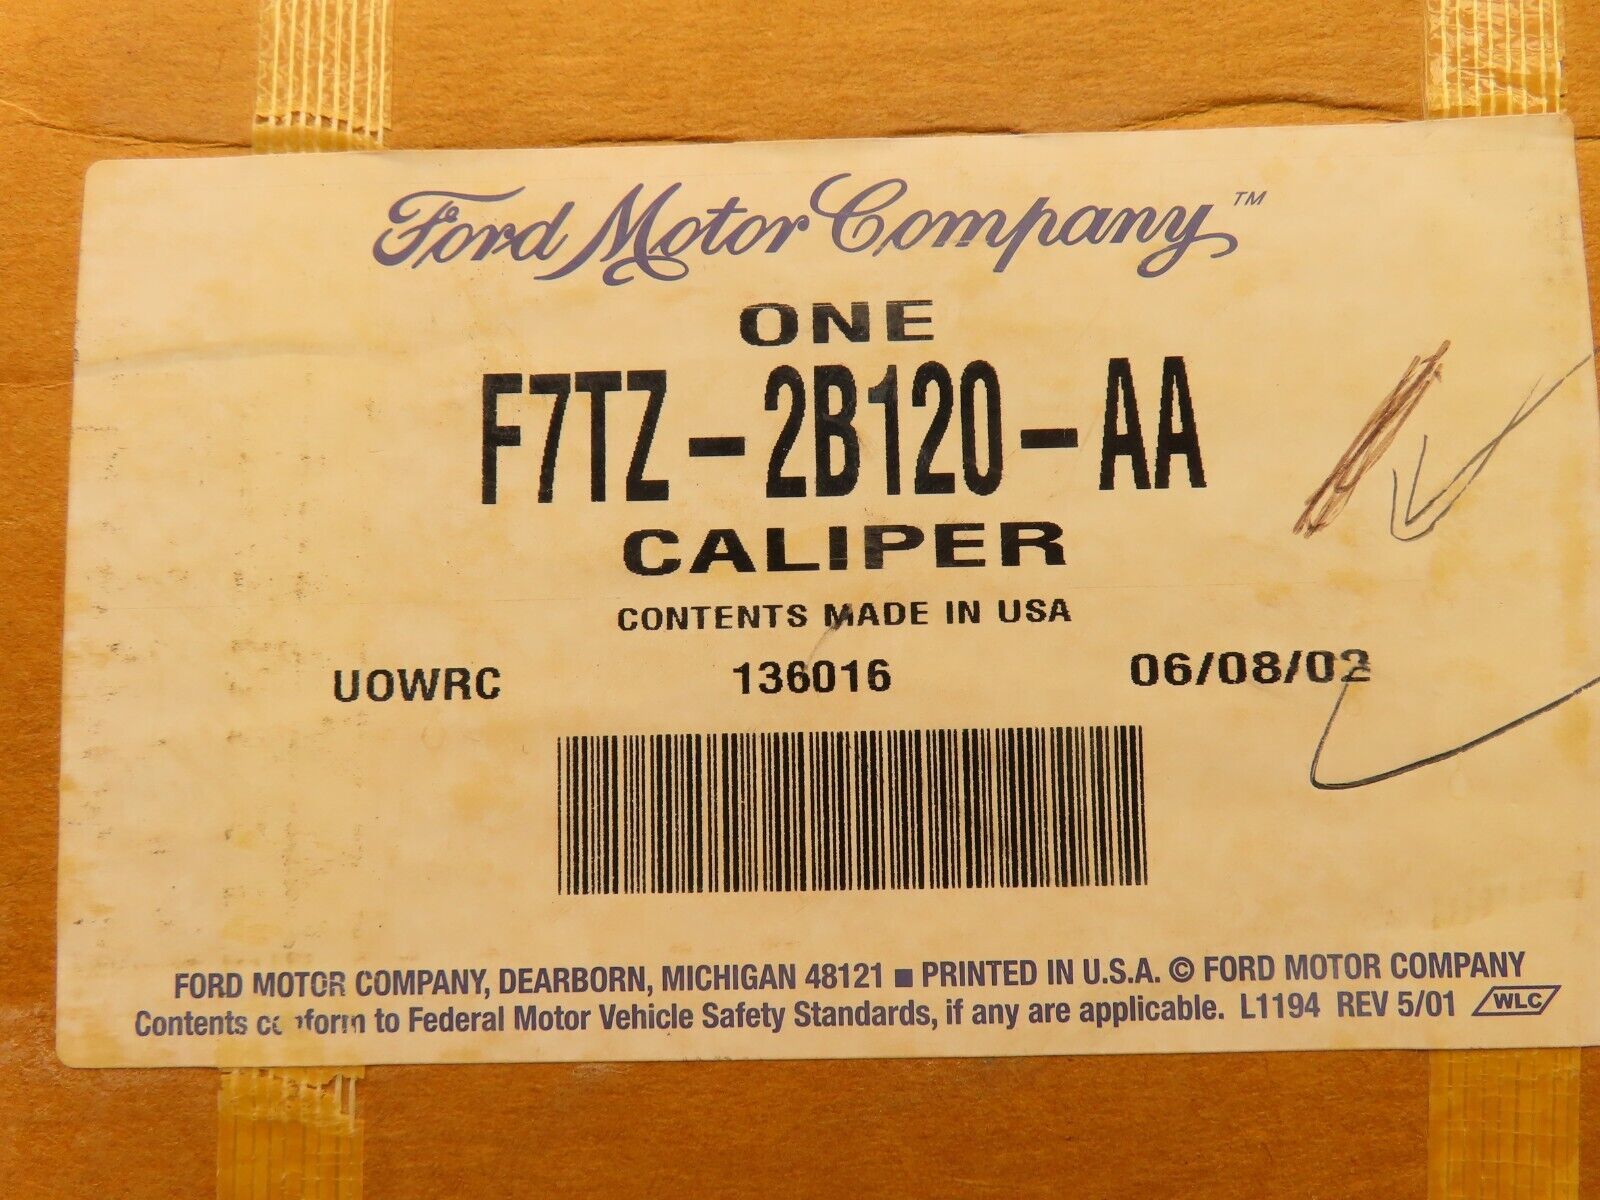 Ford Motor Company™
ONE
F7TZ-2B120-AA
CALIPER
CONTENTS MADE IN USA
UOWRC 136016 06/08/02
FORD MOTOR COMPANY, DEARBORN, MICHIGAN 48121 ■ PRINTED IN U.S.A. © FORD MOTOR COMPANY
Contents conform to Federal Motor Vehicle Safety Standards, if any are applicable. L1194 REV 5/01 WLC